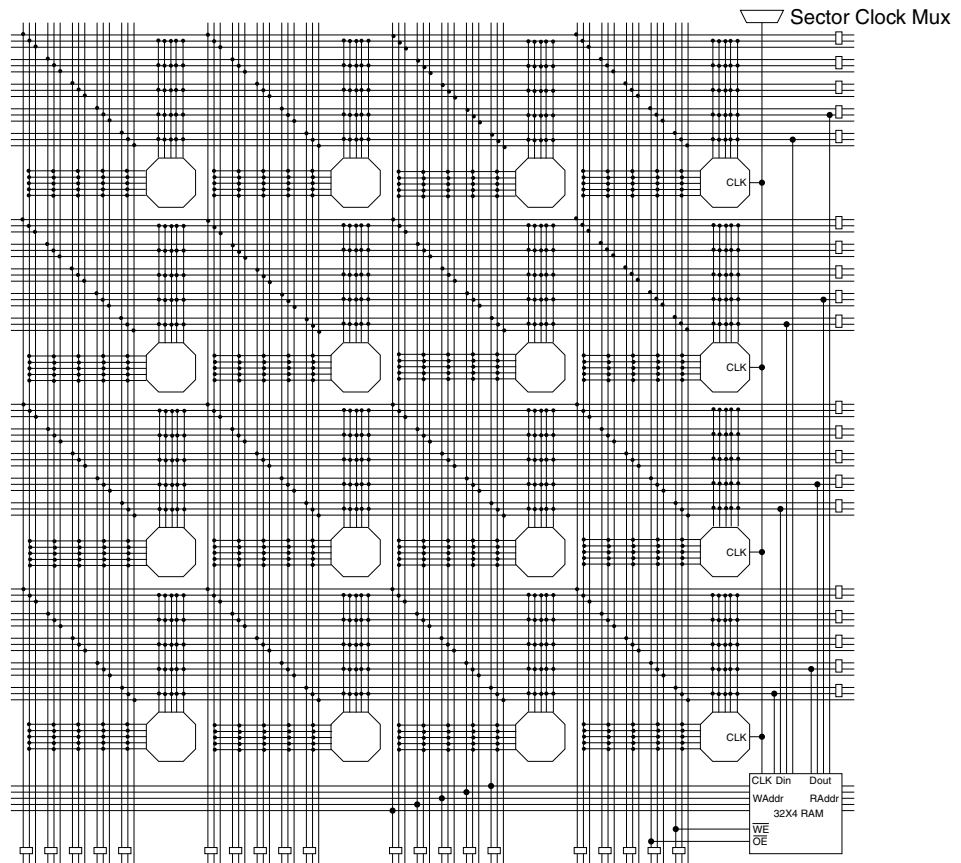 Sector Clock Mux
CLK
CLK
CLK
CLK
CLK Din Dout
WAddr RAddr
32X4 RAM
WE
OE